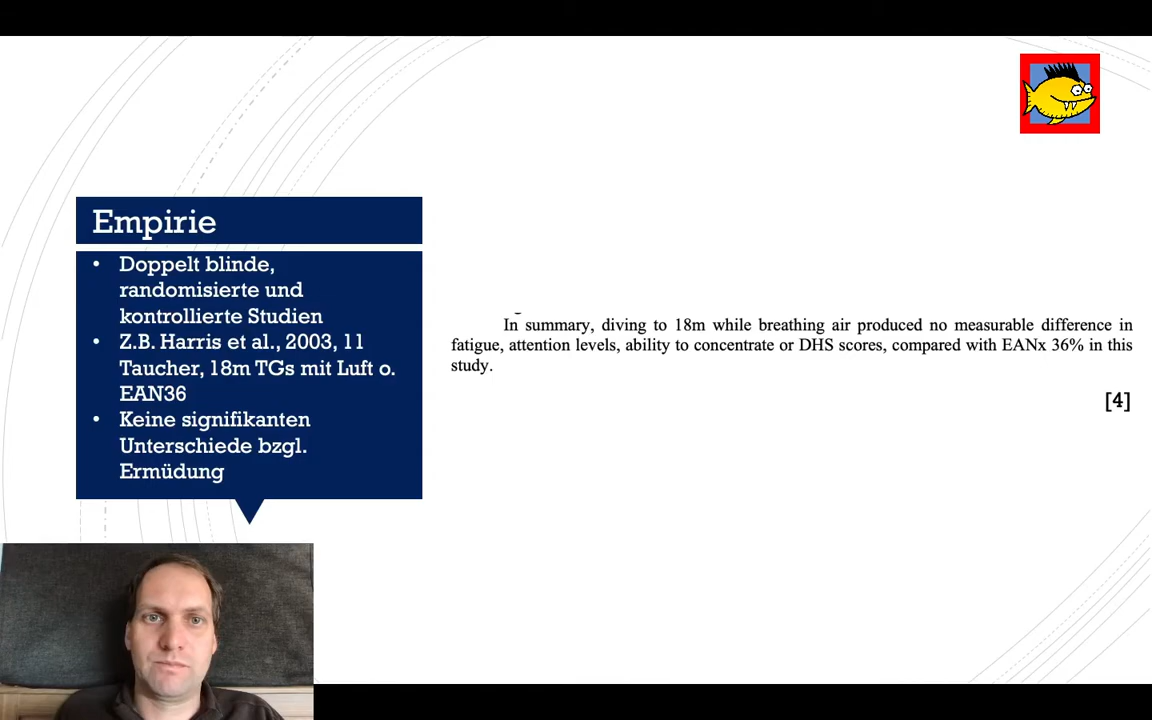 Empirie
• Doppelt blinde,
randomisierte und
kontrollierte Studien
• Z.B. Harris et al., 2003, 11
Taucher, 18m TGs mit Luft o.
EAN36
• Keine signifikanten
Unterschiede bzgl.
Ermüdung
In summary, diving to 18m while breathing air produced no measurable difference in
fatigue, attention levels, ability to concentrate or DHS scores, compared with EANx 36% in this
study.
[4]